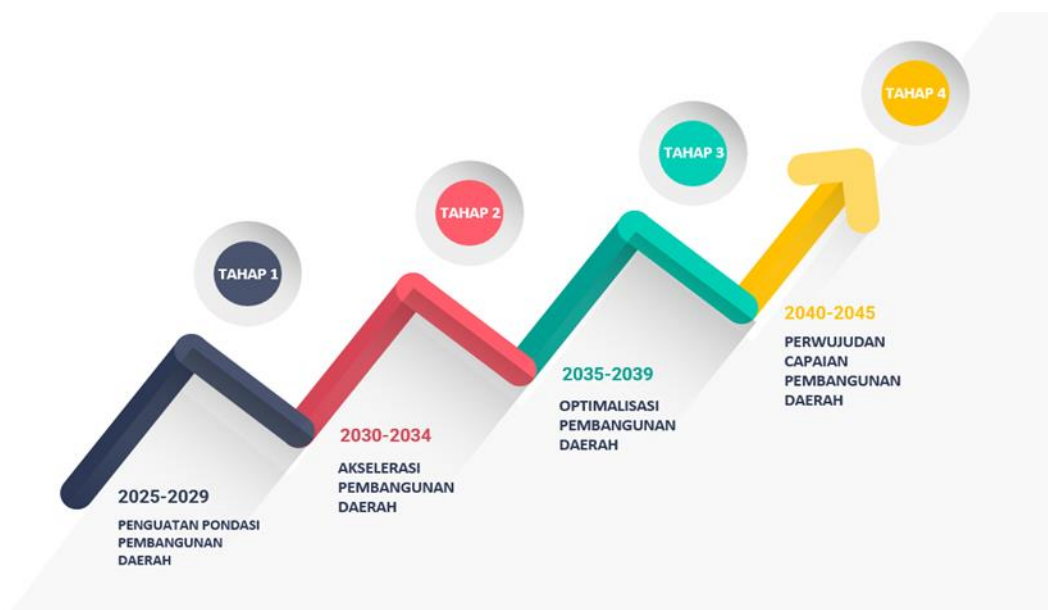 TAHAP 1
2025-2029
PENGUATAN PONDASI
PEMBANGUNAN
DAERAH
TAHAP 2
2030-2034
AKSELERASI
PEMBANGUNAN
DAERAH
TAHAP 3
2035-2039
OPTIMALISASI
PEMBANGUNAN
DAERAH
TAHAP 4
2040-2045
PERWUJUDAN
CAPAIAN
PEMBANGUNAN
DAERAH